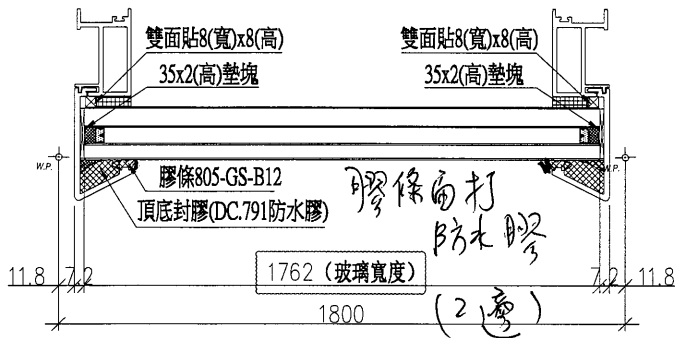 雙面貼8(寬)x8(高)
雙面貼8(寬)x8(高)
35x2(高)墊塊
35x2(高)墊塊
W.P.
W.P.
膠條805-GS-B12
頂底封膠(DC.791防水膠)
膠條面打
防水膠
(2邊)
11.8
7.2
1762 (玻璃寬度)
7.2
11.8
1800